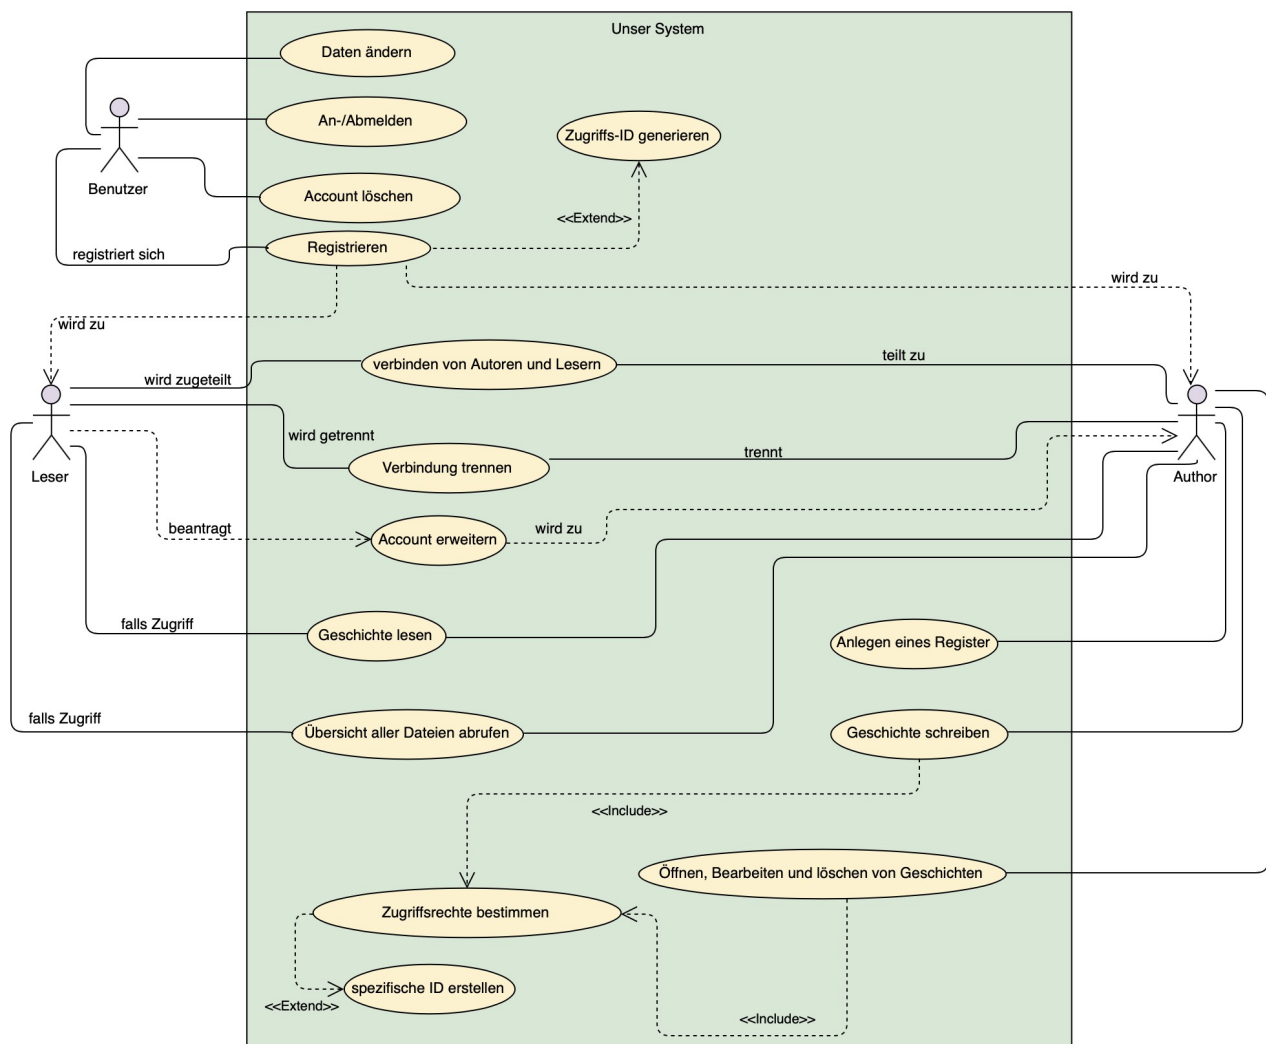 Unser System
Daten ändern
An-/Abmelden
Zugriffs-ID generieren
Benutzer
Account löschen
<<Extend>>
registriert sich
Registrieren
wird zu
wird zu
wird zugeteilt
verbinden von Autoren und Lesern
teilt zu
wird getrennt
Verbindung trennen
trennt
Leser
Author
beantragt
Account erweitern
wird zu
falls Zugriff
Geschichte lesen
Anlegen eines Register
falls Zugriff
Übersicht aller Dateien abrufen
Geschichte schreiben
<<Include>>
Öffnen, Bearbeiten und löschen von Geschichten
Zugriffsrechte bestimmen
spezifische ID erstellen
<<Extend>>
<<Include>>